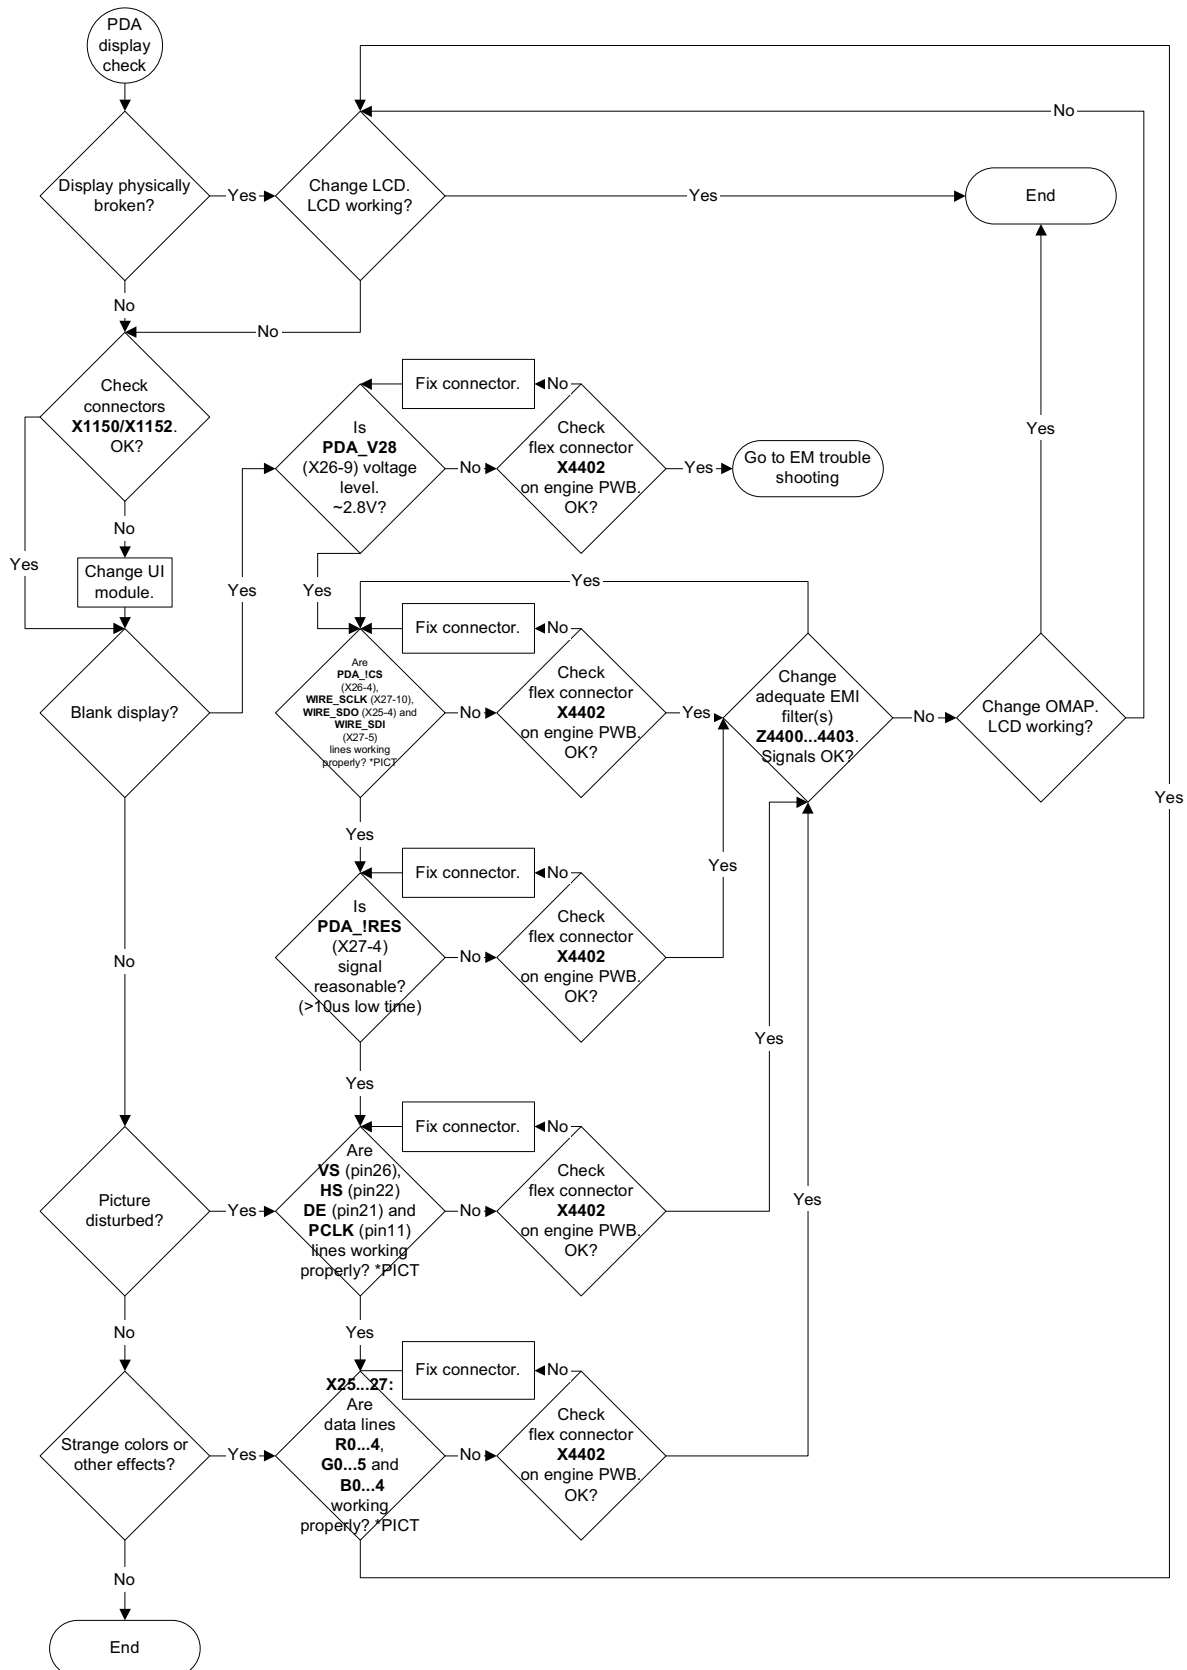 PDA
display
check
No
Display physically
broken?
Yes
Change LCD.
LCD working?
Yes
End
No
No
Check
connectors
X1150/X1152.
OK?
Fix connector.
No
Is
PDA_V28
(X26-9) voltage
level.
~2.8V?
No
Check
flex connector
X4402
on engine PWB.
OK?
Yes
Go to EM trouble
shooting
Yes
No
Yes
Change UI
module.
Yes
Yes
Yes
Fix connector.
No
Blank display?
Are
PDA_!CS
(X26-4),
WIRE_SCLK (X27-10),
WIRE_SDO (X25-4) and
WIRE_SDI
(X27-5)
lines working
properly? *PICT
No
Check
flex connector
X4402
on engine PWB.
OK?
Yes
Change
adequate EMI
filter(s)
Z4400...4403.
Signals OK?
No
Change OMAP.
LCD working?
Yes
Yes
Yes
Fix connector.
No
No
Is
PDA_!RES
(X27-4)
signal
reasonable?
(>10us low time)
No
Check
flex connector
X4402
on engine PWB.
OK?
Yes
Yes
Fix connector.
No
Picture
disturbed?
Yes
Are
VS (pin26),
HS (pin22)
DE (pin21) and
PCLK (pin11)
lines working
properly? *PICT
No
Check
flex connector
X4402
on engine PWB.
OK?
Yes
No
Yes
Fix connector.
No
Strange colors or
other effects?
Yes
X25...27:
Are
data lines
R0...4,
G0...5 and
B0...4
working
properly? *PICT
No
Check
flex connector
X4402
on engine PWB.
OK?
No
End